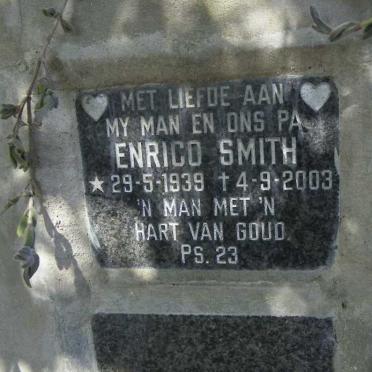 MET LIEFDE AAN
MY MAN EN ONS PA
ENRICO SMITH
★ 29-5-1939 ✝ 4-9-2003
'N MAN MET 'N
HART VAN GOUD
PS. 23